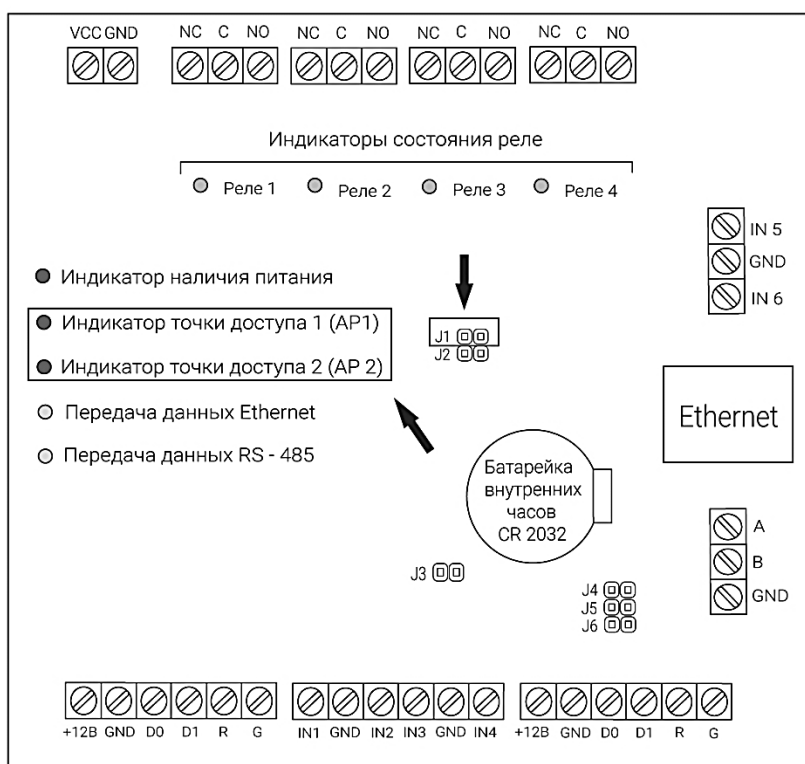 VCC GND NC C NO NC C NO NC C NO NC C NO
Индикаторы состояния реле
Реле 1 Реле 2 Реле 3 Реле 4
IN 5
GND
IN 6
Индикатор наличия питания
Индикатор точки доступа 1 (AP1)
Индикатор точки доступа 2 (AP 2)
Передача данных Ethernet
Передача данных RS - 485
J1
J2
Ethernet
Батарейка
внутренних
часов
CR 2032
A
B
GND
J3
J4
J5
J6
+12В GND D0 D1 R G IN1 GND IN2 IN3 GND IN4 +12В GND D0 D1 R G